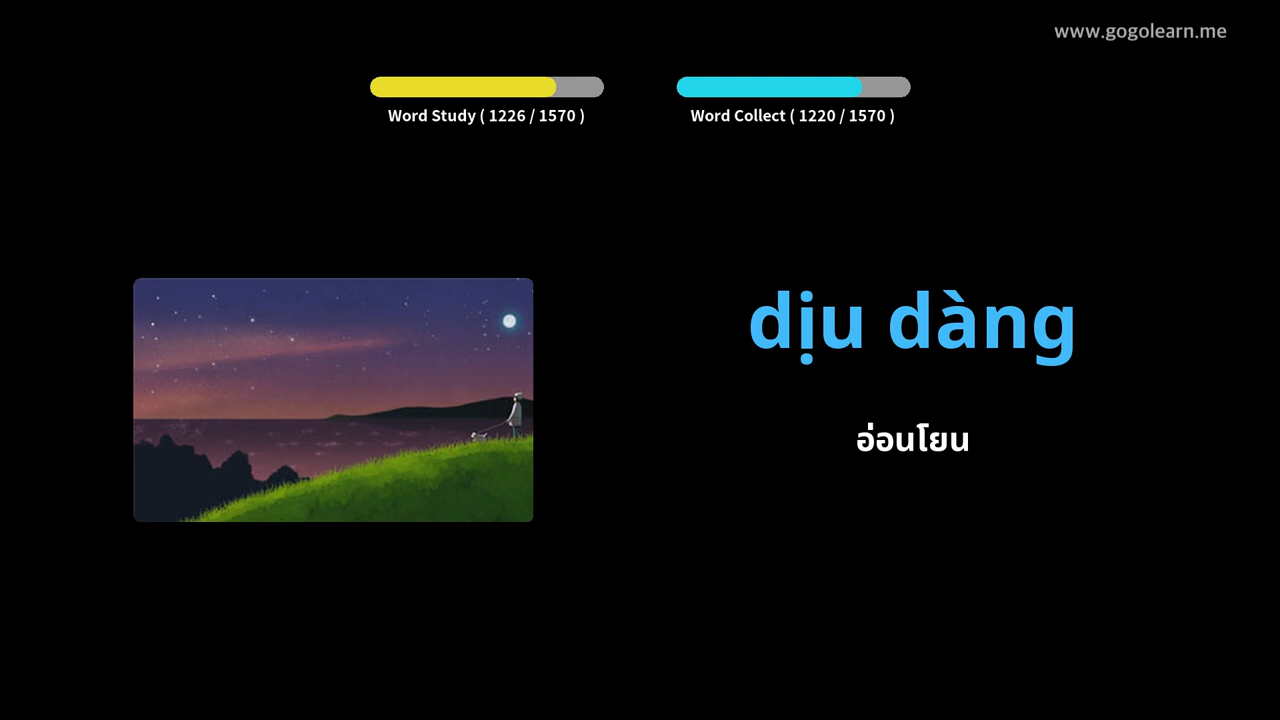 www.gogolearn.me
Word Study ( 1226 / 1570 )
Word Collect ( 1220 / 1570 )
dịu dàng
อ่อนโยน